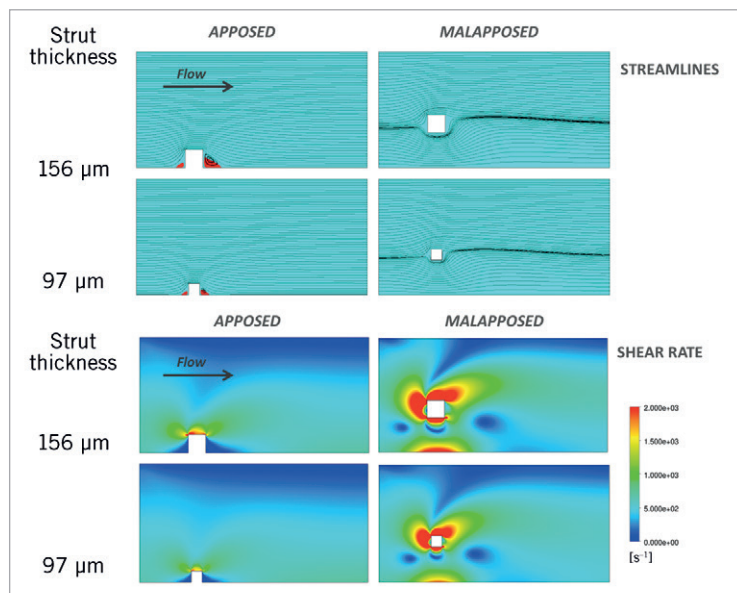 Strut
thickness
APPOSED
MALAPPOSED
STREAMLINES
Flow
156 µm
97 µm
Strut
thickness
APPOSED
MALAPPOSED
SHEAR RATE
Flow
156 µm
2.000e+03
1.500e+03
1.000e+03
5.000e+02
0.000e+00
[s⁻¹]
97 µm